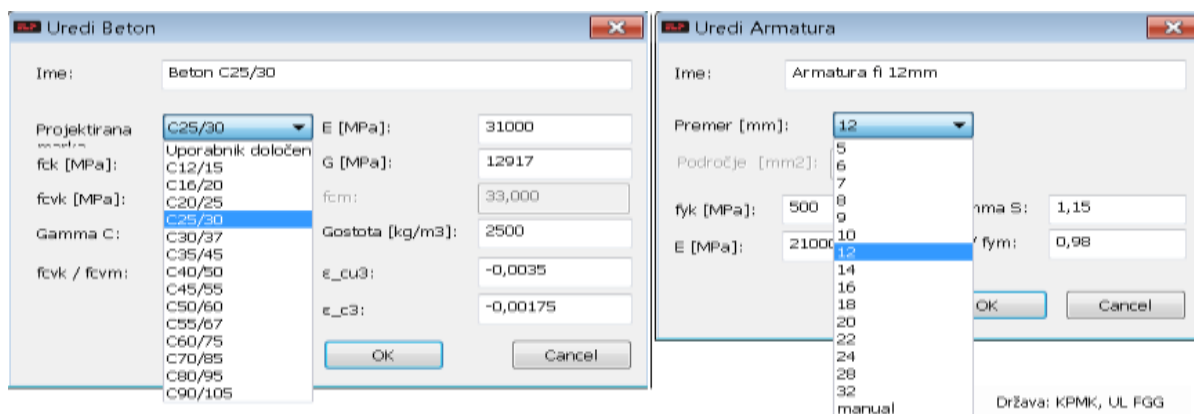 Uredi Beton
Ime:
Beton C25/30
Projektirana
C25/30
E [MPa]:
31000
Uporabnik določen
fck [MPa]:
C12/15
G [MPa]:
12917
C16/20
fcvk [MPa]:
C20/25
fcm:
33,000
C25/30
Gamma C:
C30/37
Gostota [kg/m3]:
2500
C35/45
fcvk / fcvm:
C40/50
ε_cu3:
-0,0035
C45/55
C50/60
ε_c3:
-0,00175
C55/67
C60/75
C70/85
OK
Cancel
C80/95
C90/105
Uredi Armatura
Ime:
Armatura fi 12mm
Premer [mm]:
12
5
Področje [mm2]:
6
7
8
fyk [MPa]:
500
9
mma S:
1,15
10
E [MPa]:
21000
12
/ fym:
0,98
14
16
18
OK
Cancel
20
22
24
28
32
manual
Država: KPMK, UL FGG